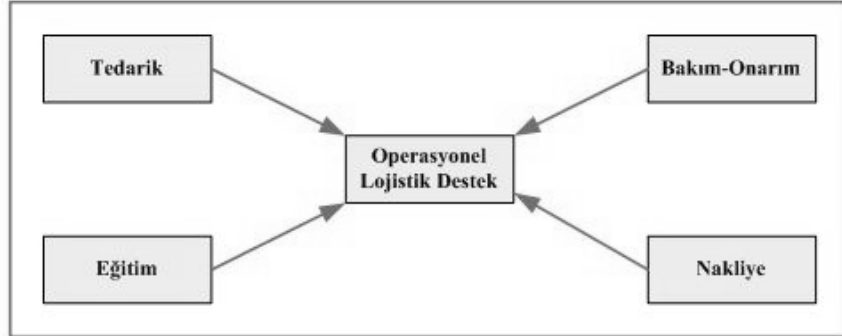 Tedarik
Bakım-Onarım
Operasyonel
Lojistik Destek
Eğitim
Nakliye